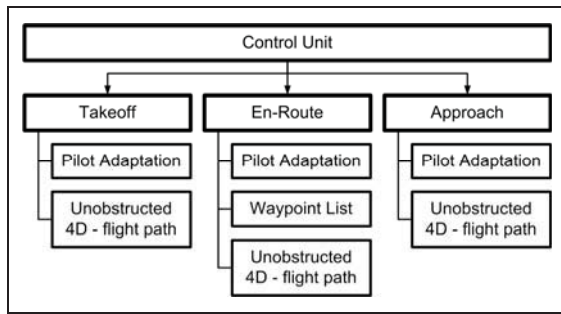 Control Unit
Takeoff
En-Route
Approach
Pilot Adaptation
Pilot Adaptation
Pilot Adaptation
Unobstructed
4D - flight path
Waypoint List
Unobstructed
4D - flight path
Unobstructed
4D - flight path